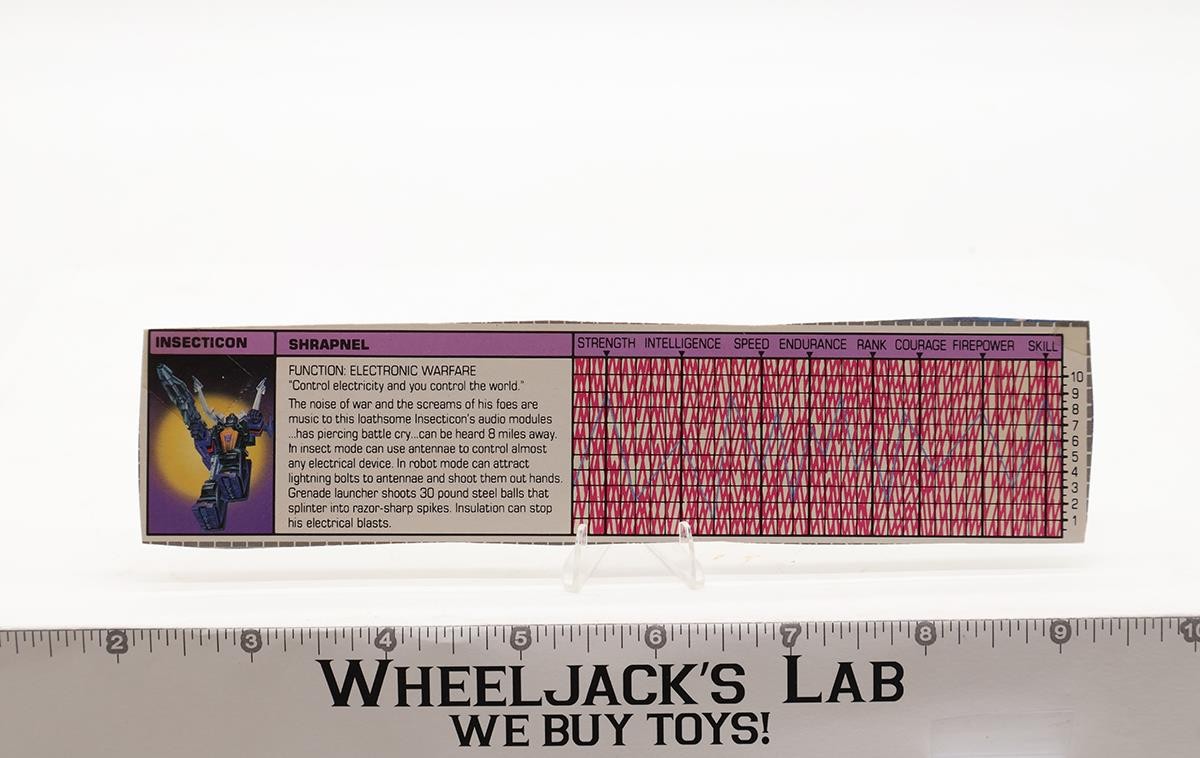 INSECTICON
SHRAPNEL
STRENGTH INTELLIGENCE SPEED ENDURANCE RANK COURAGE FIREPOWER SKILL
FUNCTION: ELECTRONIC WARFARE
"Control electricity and you control the world."
The noise of war and the screams of his foes are
music to this loathsome Insecticon's audio modules
...has piercing battle cry...can be heard 8 miles away.
In insect mode can use antennae to control almost
any electrical device. In robot mode can attract
lightning bolts to antennae and shoot them out hands.
Grenade launcher shoots 30 pound steel balls that
splinter into razor-sharp spikes. Insulation can stop
his electrical blasts.
10
9
8
7
6
5
4
3
2
1
2 3 4 5 6 7 8 9 10
WHEELJACK'S LAB
WE BUY TOYS!